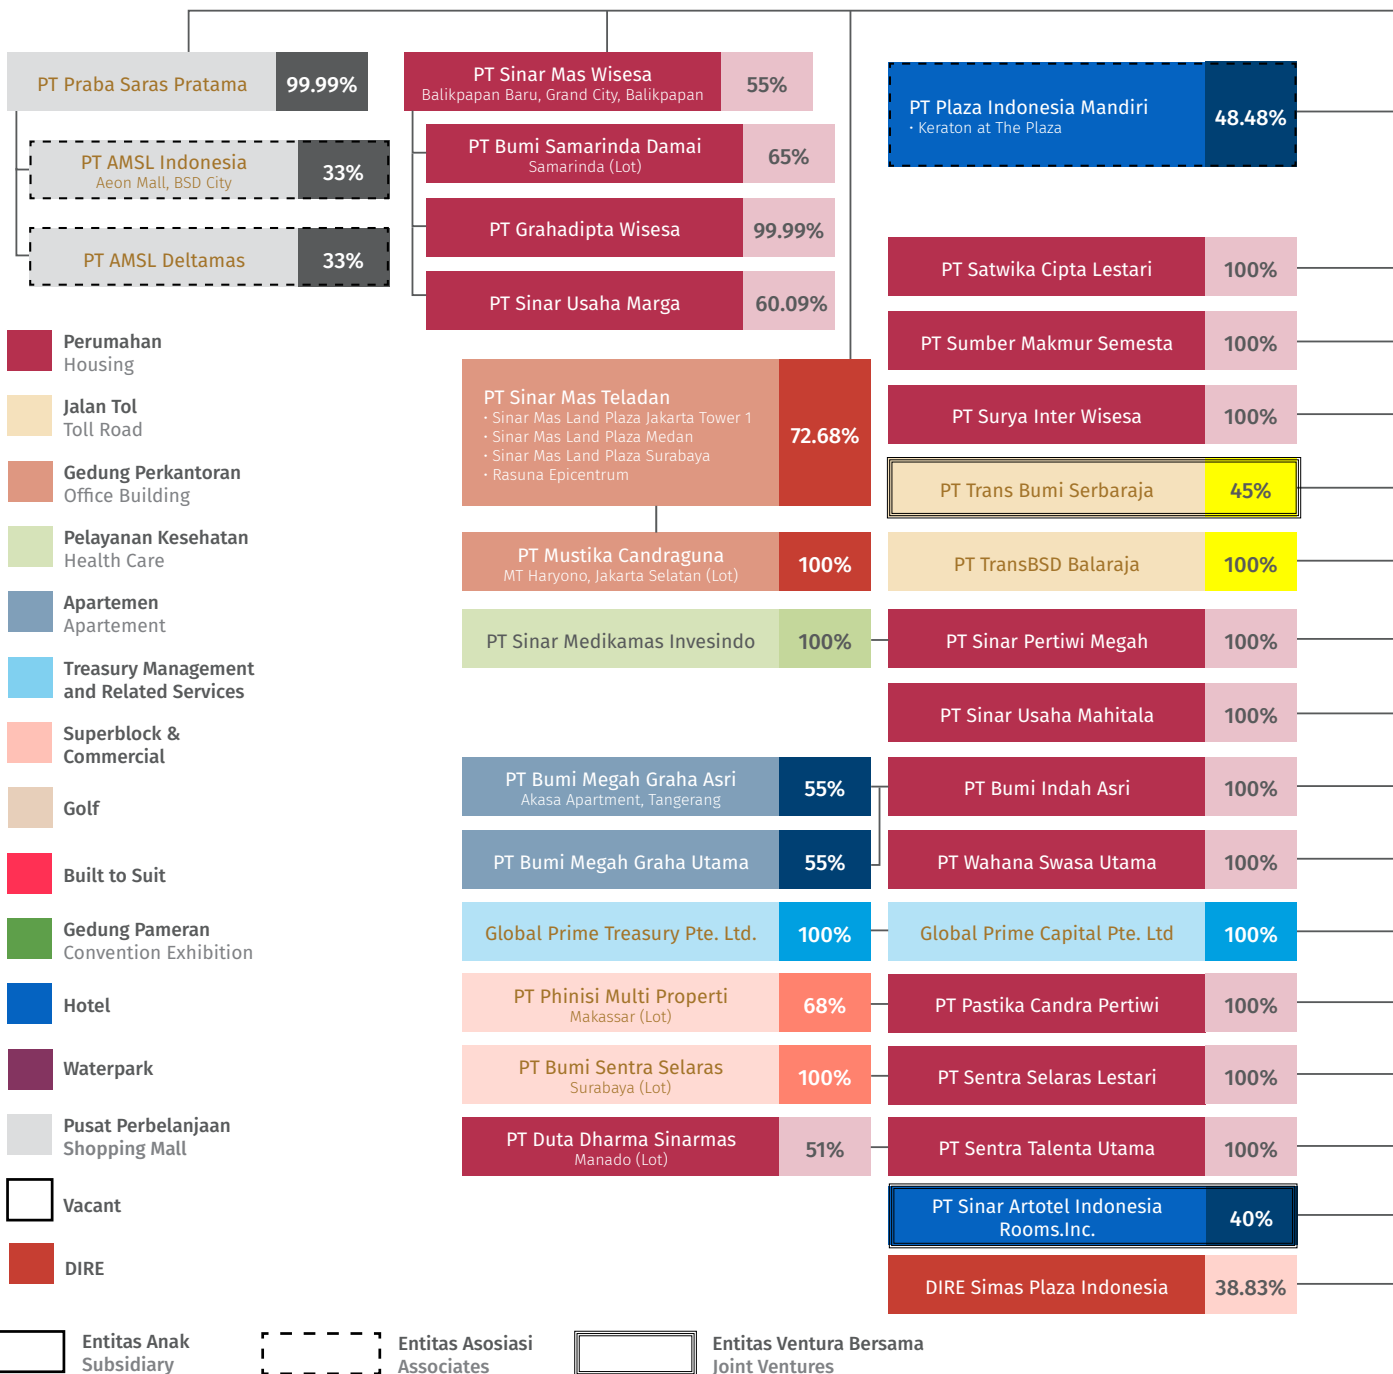 PT Praba Saras Pratama 99.99%
PT AMSL Indonesia
Aeon Mall, BSD City
33%
PT AMSL Deltamas 33%
PT Sinar Mas Wisesa
Balikpapan Baru, Grand City, Balikpapan
55%
PT Bumi Samarinda Damai
Samarinda (Lot)
65%
PT Grahadipta Wisesa 99.99%
PT Sinar Usaha Marga 60.09%
PT Plaza Indonesia Mandiri
· Keraton at The Plaza
48.48%
Perumahan
Housing
Jalan Tol
Toll Road
Gedung Perkantoran
Office Building
Pelayanan Kesehatan
Health Care
Apartemen
Apartement
Treasury Management
and Related Services
Superblock &
Commercial
Golf
Built to Suit
Gedung Pameran
Convention Exhibition
Hotel
Waterpark
Pusat Perbelanjaan
Shopping Mall
Vacant
DIRE
PT Sinar Mas Teladan
· Sinar Mas Land Plaza Jakarta Tower 1
· Sinar Mas Land Plaza Medan
· Sinar Mas Land Plaza Surabaya
· Rasuna Epicentrum
72.68%
PT Mustika Candraguna
MT Haryono, Jakarta Selatan (Lot)
100%
PT Sinar Medikamas Invesindo 100%
PT Bumi Megah Graha Asri
Akasa Apartment, Tangerang
55%
PT Bumi Megah Graha Utama 55%
Global Prime Treasury Pte. Ltd. 100%
PT Phinisi Multi Properti
Makassar (Lot)
68%
PT Bumi Sentra Selaras
Surabaya (Lot)
100%
PT Duta Dharma Sinarmas
Manado (Lot)
51%
PT Satwika Cipta Lestari 100%
PT Sumber Makmur Semesta 100%
PT Surya Inter Wisesa 100%
PT Trans Bumi Serbaraja 45%
PT TransBSD Balaraja 100%
PT Sinar Pertiwi Megah 100%
PT Sinar Usaha Mahitala 100%
PT Bumi Indah Asri 100%
PT Wahana Swasa Utama 100%
Global Prime Capital Pte. Ltd 100%
PT Pastika Candra Pertiwi 100%
PT Sentra Selaras Lestari 100%
PT Sentra Talenta Utama 100%
PT Sinar Artotel Indonesia
Rooms.Inc.
40%
DIRE Simas Plaza Indonesia 38.83%
Entitas Anak
Subsidiary
Entitas Asosiasi
Associates
Entitas Ventura Bersama
Joint Ventures